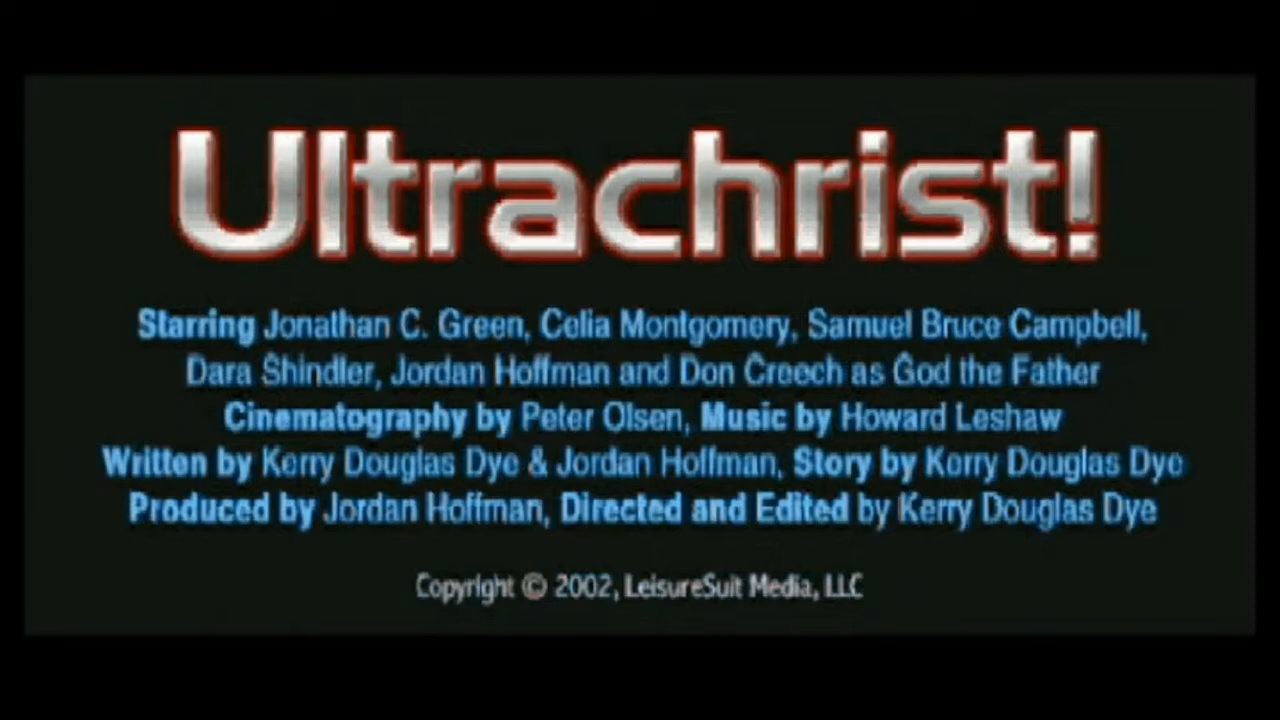 Ultrachrist!
Starring Jonathan C. Green, Celia Montgomery, Samuel Bruce Campbell,
Dara Shindler, Jordan Hoffman and Don Creech as God the Father
Cinematography by Peter Olsen, Music by Howard Leshaw
Written by Kerry Douglas Dye & Jordan Hoffman, Story by Kerry Douglas Dye
Produced by Jordan Hoffman, Directed and Edited by Kerry Douglas Dye
Copyright © 2002, LeisureSuit Media, LLC